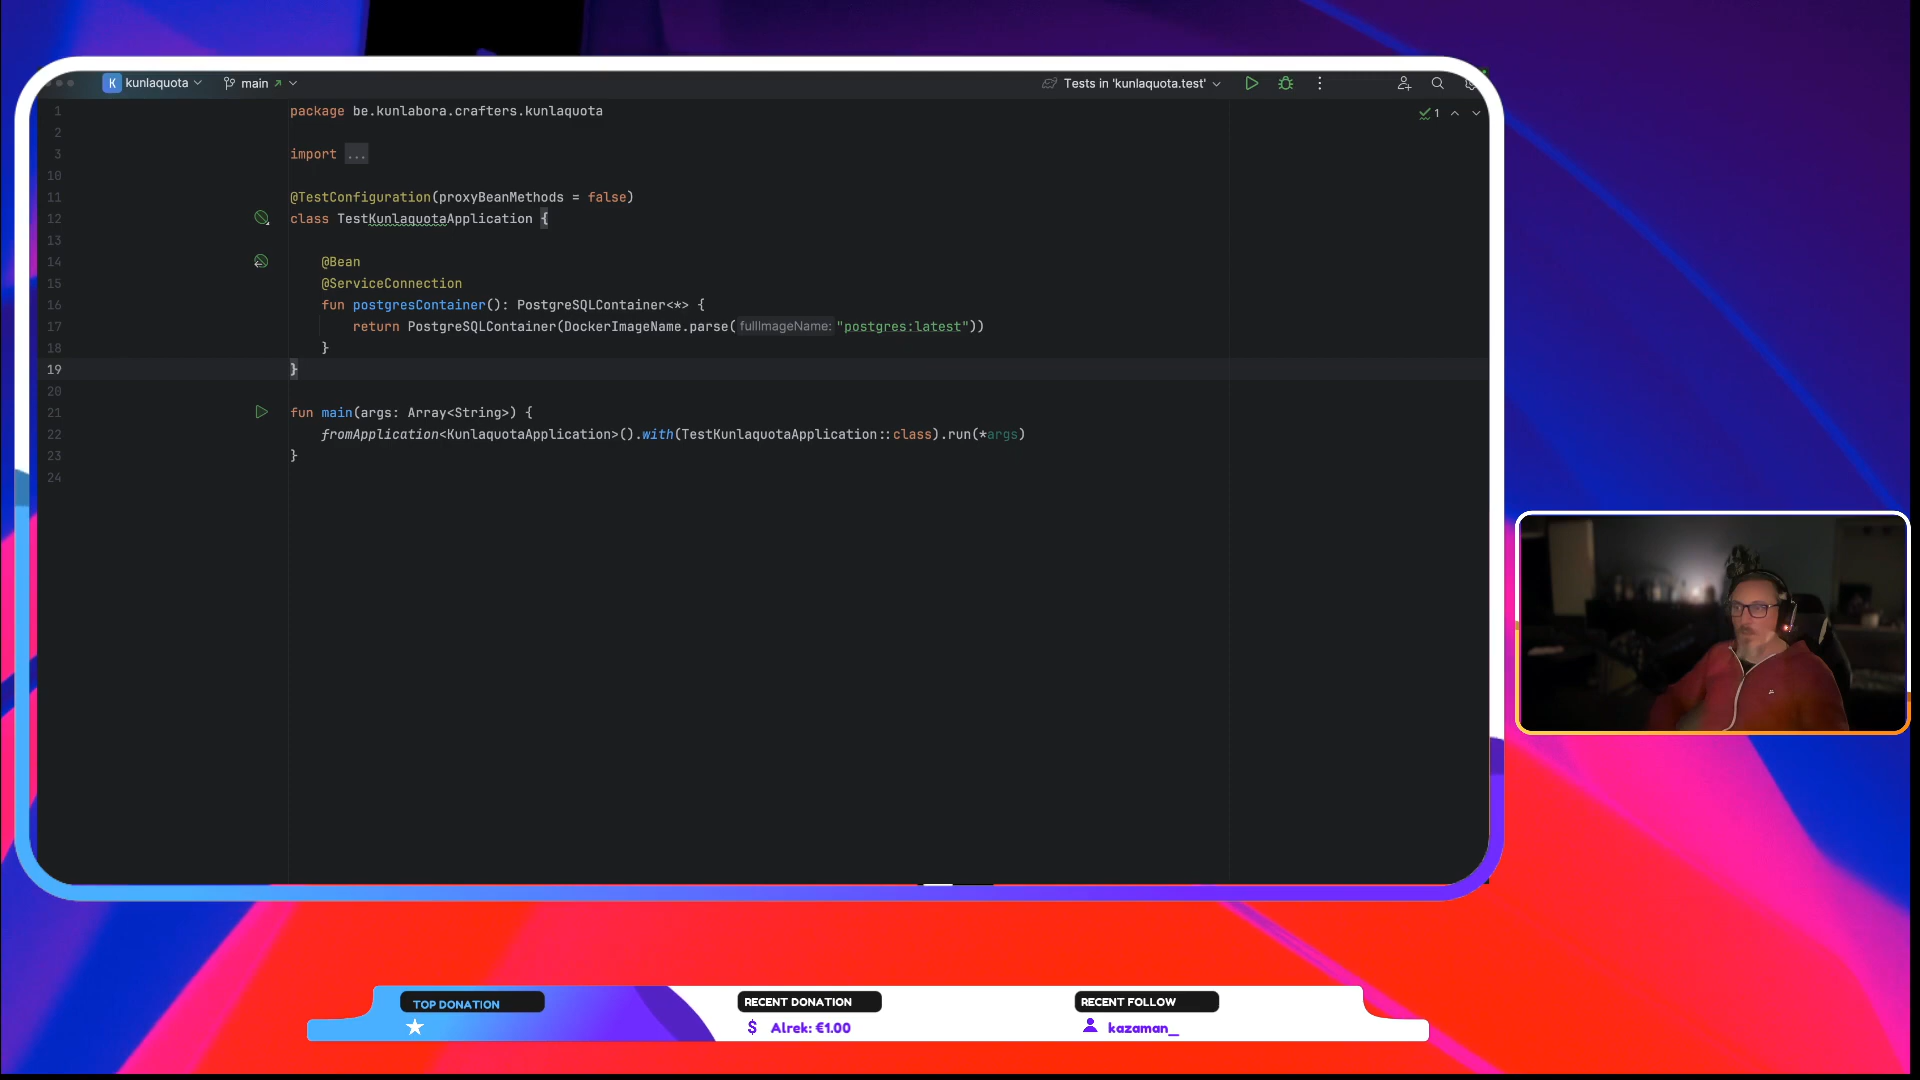 K kunlaquota main Tests in 'kunlaquota.test'
1 package be.kunlabora.crafters.kunlaquota 1
2
3 import ...
10
11 @TestConfiguration(proxyBeanMethods = false)
12 class TestKunlaquotaApplication {
13
14 @Bean
15 @ServiceConnection
16 fun postgresContainer(): PostgreSQLContainer<*> {
17 return PostgreSQLContainer(DockerImageName.parse( fullImageName: "postgres:latest"))
18 }
19 }
20
21 fun main(args: Array<String>) {
22 fromApplication<KunlaquotaApplication>().with(TestKunlaquotaApplication::class).run(*args)
23 }
24
TOP DONATION
RECENT DONATION
$ Alrek: €1.00
RECENT FOLLOW
kazaman_